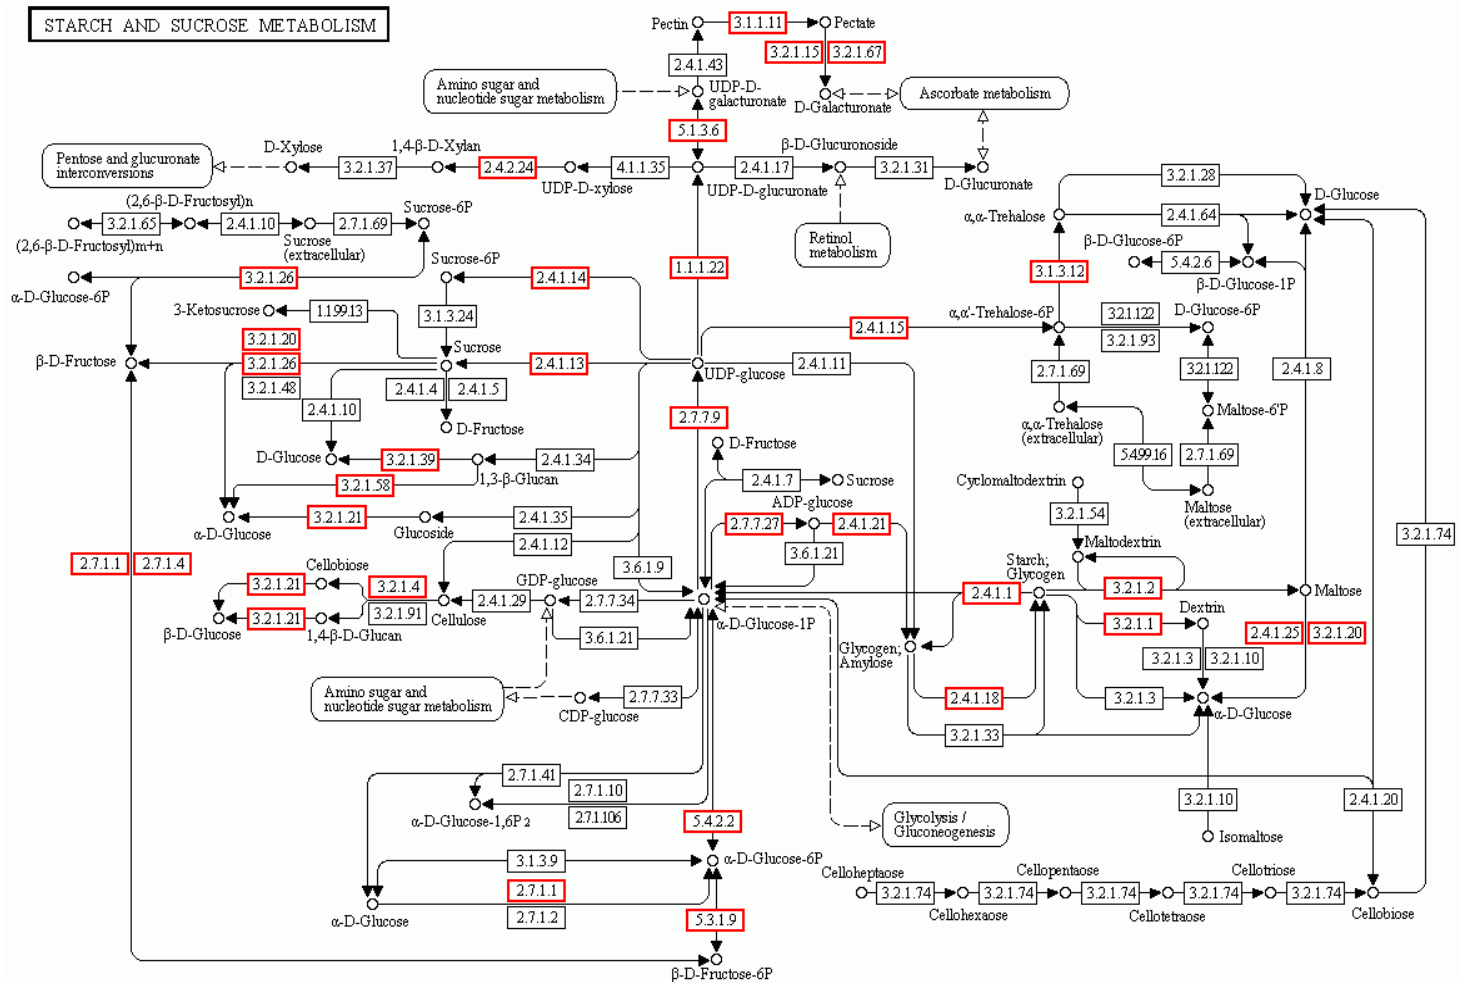 STARCH AND SUCROSE METABOLISM
Pectin
3.1.1.11
Pectate
3.2.1.15
3.2.1.67
2.4.1.43
Amino sugar and
nucleotide sugar metabolism
UDP-D-
galacturonate
D-Galacturonate
Ascorbate metabolism
5.1.3.6
Pentose and glucuronate
interconversions
D-Xylose
3.2.1.37
1,4-β-D-Xylan
2.4.2.24
UDP-D-xylose
4.1.1.35
UDP-D-glucuronate
2.4.1.17
β-D-Glucuronoside
3.2.1.31
D-Glucuronate
Retinol
metabolism
(2,6-β-D-Fructosyl)n
3.2.1.65
(2,6-β-D-Fructosyl)m+n
2.4.1.10
Sucrose
(extracellular)
2.7.1.69
Sucrose-6P
α-D-Glucose-6P
3.2.1.26
Sucrose-6P
2.4.1.14
1.1.1.22
3.2.1.28
D-Glucose
α,α-Trehalose
2.4.1.64
β-D-Glucose-6P
5.4.2.6
β-D-Glucose-1P
3.1.3.12
3-Ketosucrose
1.1.99.13
3.1.3.24
3.2.1.20
β-D-Fructose
3.2.1.26
3.2.1.48
Sucrose
2.4.1.13
UDP-glucose
2.4.1.15
2.4.1.11
α,α'-Trehalose-6P
3.2.1.122
3.2.1.93
D-Glucose-6P
2.7.1.69
3.2.1.122
2.4.1.8
2.4.1.10
2.4.1.4
2.4.1.5
D-Fructose
2.7.7.9
α,α-Trehalose
(extracellular)
Maltose-6'P
5.4.99.16
2.7.1.69
Maltose
(extracellular)
D-Glucose
3.2.1.39
1,3-β-Glucan
2.4.1.34
3.2.1.58
D-Fructose
2.4.1.7
Sucrose
α-D-Glucose
3.2.1.21
Glucoside
2.4.1.35
2.4.1.12
ADP-glucose
2.7.7.27
2.4.1.21
3.6.1.21
Cyclomaltodextrin
3.2.1.54
Maltodextrin
3.2.1.74
2.7.1.1
2.7.1.4
3.6.1.9
Cellobiose
3.2.1.21
3.2.1.4
3.2.1.91
β-D-Glucose
3.2.1.21
1,4-β-D-Glucan
Cellulose
2.4.1.29
GDP-glucose
2.7.7.34
3.6.1.21
α-D-Glucose-1P
Starch;
Glycogen
2.4.1.1
3.2.1.2
Maltose
3.2.1.1
Dextrin
2.4.1.25
3.2.1.20
Glycogen;
Amylose
3.2.1.3
3.2.1.10
2.4.1.18
3.2.1.3
α-D-Glucose
3.2.1.33
Amino sugar and
nucleotide sugar metabolism
CDP-glucose
2.7.7.33
2.7.1.41
2.7.1.10
2.7.1.106
α-D-Glucose-1,6P2
5.4.2.2
Glycolysis /
Gluconeogenesis
3.2.1.10
Isomaltose
2.4.1.20
3.1.3.9
α-D-Glucose-6P
2.7.1.1
2.7.1.2
α-D-Glucose
5.3.1.9
β-D-Fructose-6P
Celloheptaose
3.2.1.74
Cellohexaose
3.2.1.74
Cellopentaose
3.2.1.74
Cellotetraose
3.2.1.74
Cellotriose
3.2.1.74
Cellobiose